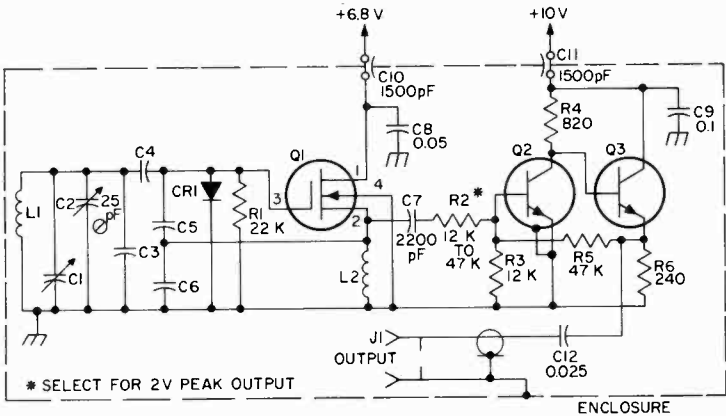 +6.8 V
+10 V
C10
1500pF
C11
1500pF
C8
0.05
R4
820
C9
0.1
C4
Q1
1
Q2
Q3
L1
C2
25
pF
CR1
3
4
2
C7
2200
pF
R2*
12 K
TO
47 K
R1
22 K
C5
C3
C1
C6
L2
R3
12 K
R5
47 K
R6
240
J1
OUTPUT
C12
0.025
* SELECT FOR 2V PEAK OUTPUT
ENCLOSURE